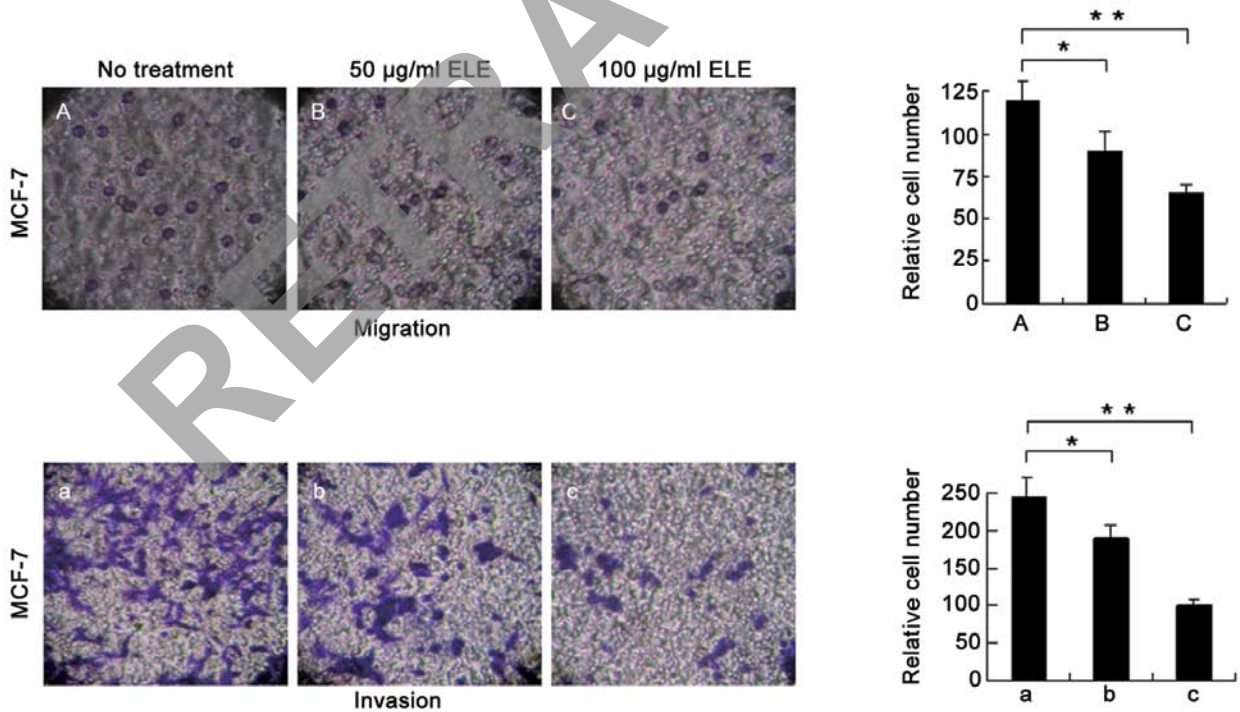 No treatment 50 µg/ml ELE 100 µg/ml ELE
MCF-7
A B C
Migration
* *
*
Relative cell number
125
100
75
50
25
0
A B C
MCF-7
a b c
Invasion
* *
*
Relative cell number
250
200
150
100
50
0
a b c
RETRA